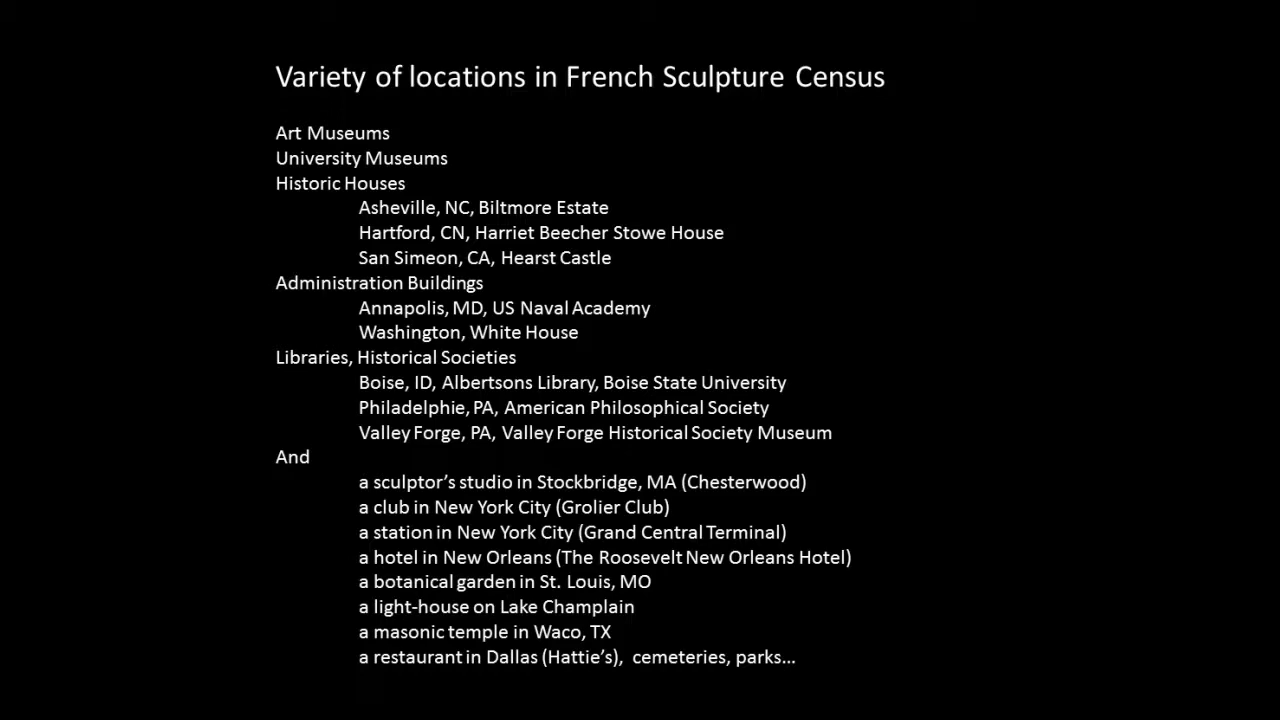 Variety of locations in French Sculpture Census
Art Museums
University Museums
Historic Houses
Asheville, NC, Biltmore Estate
Hartford, CN, Harriet Beecher Stowe House
San Simeon, CA, Hearst Castle
Administration Buildings
Annapolis, MD, US Naval Academy
Washington, White House
Libraries, Historical Societies
Boise, ID, Albertsons Library, Boise State University
Philadelphie, PA, American Philosophical Society
Valley Forge, PA, Valley Forge Historical Society Museum
And
a sculptor’s studio in Stockbridge, MA (Chesterwood)
a club in New York City (Grolier Club)
a station in New York City (Grand Central Terminal)
a hotel in New Orleans (The Roosevelt New Orleans Hotel)
a botanical garden in St. Louis, MO
a light-house on Lake Champlain
a masonic temple in Waco, TX
a restaurant in Dallas (Hattie’s), cemeteries, parks...